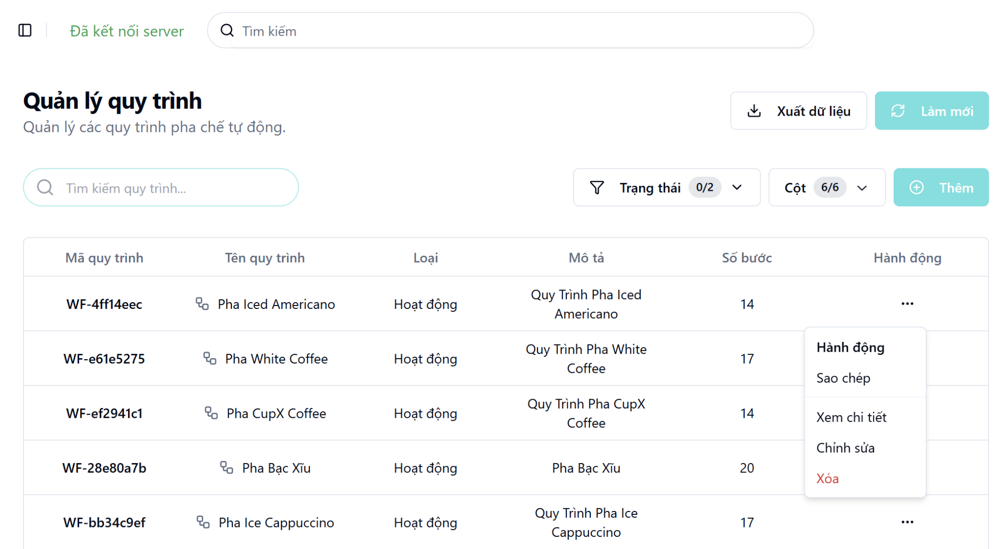 Đã kết nối server
Tìm kiếm
Quản lý quy trình
Quản lý các quy trình pha chế tự động.
Xuất dữ liệu
Làm mới
Tìm kiếm quy trình...
Trạng thái 0/2
Cột 6/6
Thêm
Mã quy trình Tên quy trình Loại Mô tả Số bước Hành động
WF-4ff14eec Pha Iced Americano Hoạt động Quy Trình Pha Iced 14
Americano
WF-e61e5275 Pha White Coffee Hoạt động Quy Trình Pha White 17
Coffee
WF-ef2941c1 Pha CupX Coffee Hoạt động Quy Trình Pha CupX 14
Coffee
WF-28e80a7b Pha Bạc Xĩu Hoạt động Pha Bạc Xĩu 20
WF-bb34c9ef Pha Ice Cappuccino Hoạt động Quy Trình Pha Ice 17
Cappuccino
Hành động
Sao chép
Xem chi tiết
Chỉnh sửa
Xóa